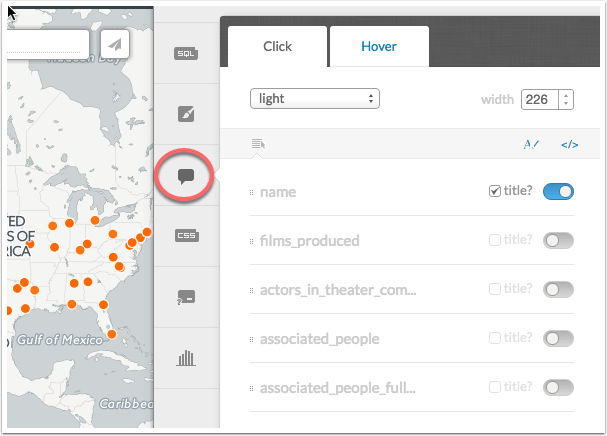 Hudson Bay
TED
S OF
RICA
Gulf of Mexico
Caribbea
SQL
CSS
?
Click
Hover
light
width
226
A
</>
name
title?
films_produced
title?
actors_in_theater_com...
title?
associated_people
title?
associated_people_full...
title?